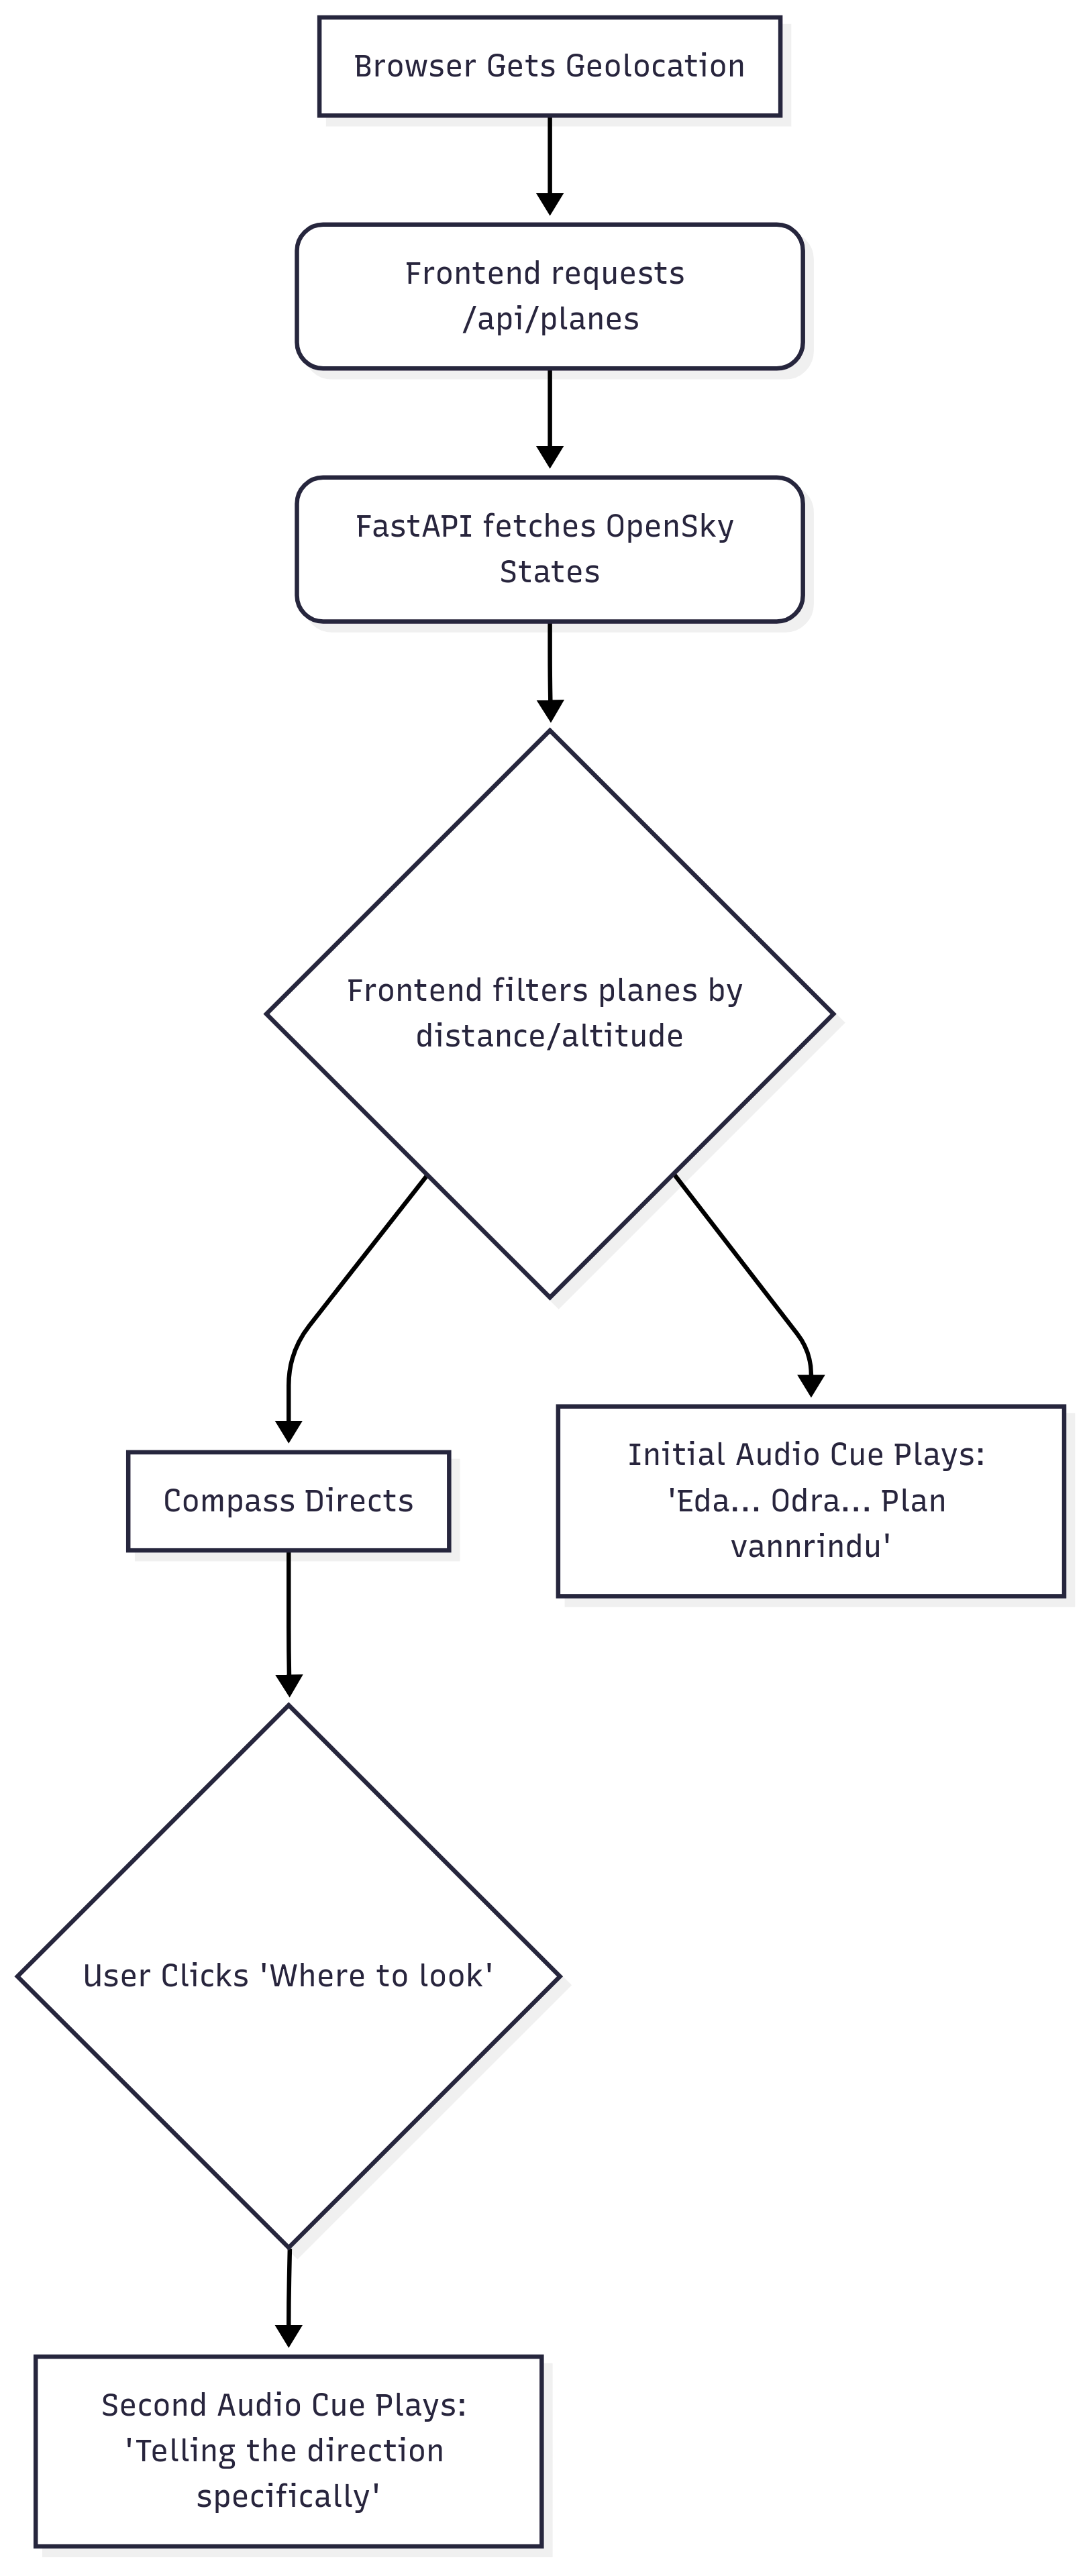 Browser Gets Geolocation
Frontend requests
/api/planes
FastAPI fetches OpenSky
States
Frontend filters planes by
distance/altitude
Initial Audio Cue Plays:
'Eda... Odra... Plan
vannrindu'
Compass Directs
User Clicks 'Where to look'
Second Audio Cue Plays:
'Telling the direction
specifically'